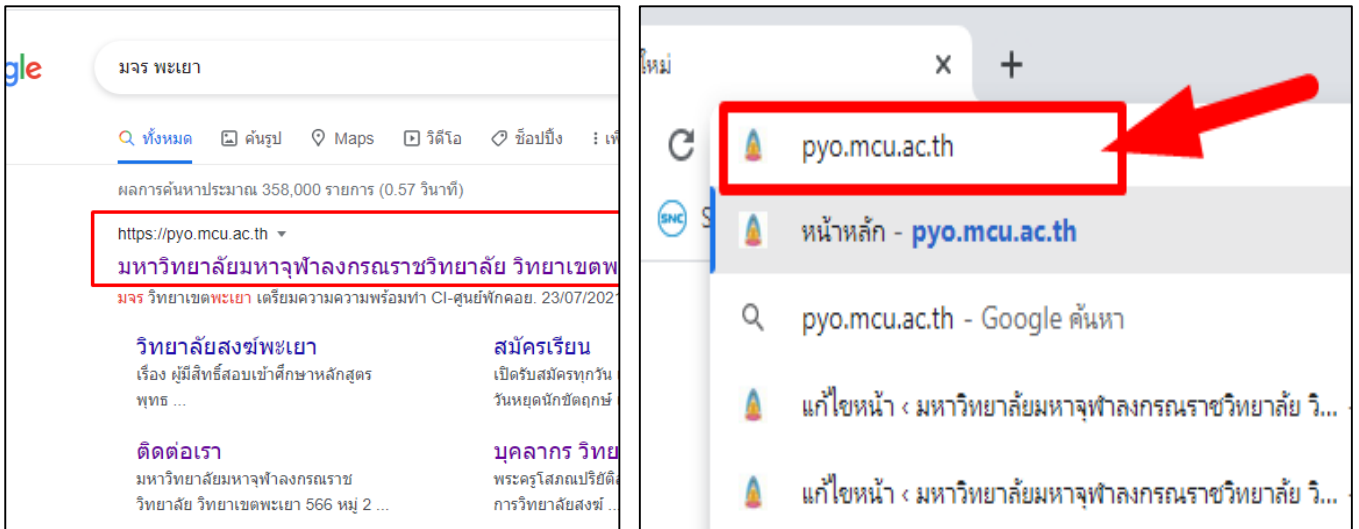 gle
มจร พะเยา
ทั้งหมด ค้นรูป Maps วิดีโอ ช็อปปิ้ง
ผลการค้นหาประมาณ 358,000 รายการ (0.57 วินาที)
https://pyo.mcu.ac.th
มหาวิทยาลัยมหาจุฬาลงกรณราชวิทยาลัย วิทยาเขตพ
มจร วิทยาเขตพะเยา เตรียมความความพร้อมทำ CI-ศูนย์พักคอย. 23/07/2021
วิทยาลัยสงฆ์พะเยา
เรื่อง ผู้มีสิทธิ์สอบเข้าศึกษาหลักสูตร
พุทธ ...
สมัครเรียน
เปิดรับสมัครทุกวัน
วันหยุดนักขัตฤกษ์
ติดต่อเรา
มหาวิทยาลัยมหาจุฬาลงกรณราช
วิทยาลัย วิทยาเขตพะเยา 566 หมู่ 2 ...
บุคลากร วิทย
พระครูโสภณปริยัติ
การวิทยาลัยสงฆ์ ...
ใหม่
pyo.mcu.ac.th
SNC S
หน้าหลัก - pyo.mcu.ac.th
pyo.mcu.ac.th - Google ค้นหา
แก้ไขหน้า ‹ มหาวิทยาลัยมหาจุฬาลงกรณราชวิทยาลัย วิ... -
แก้ไขหน้า ‹ มหาวิทยาลัยมหาจุฬาลงกรณราชวิทยาลัย วิ... -